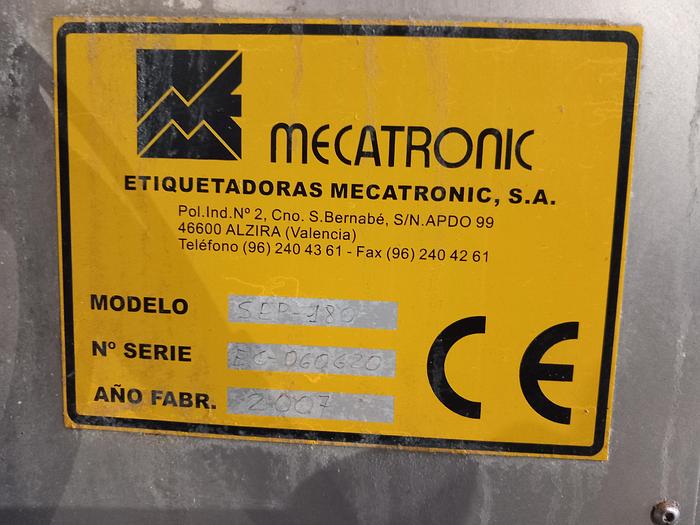 MECATRONIC
ETIQUETADORAS MECATRONIC, S.A.
Pol.Ind.Nº 2, Cno. S.Bernabé, S/N.APDO 99
46600 ALZIRA (Valencia)
Teléfono (96) 240 43 61 - Fax (96) 240 42 61
MODELO SEP-180
Nº SERIE EC-060620
AÑO FABR. 2007
CE